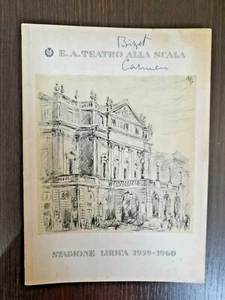 E. A. TEATRO ALLA SCALA
Bizet
Carmen
STAGIONE LIRICA 1959-1960